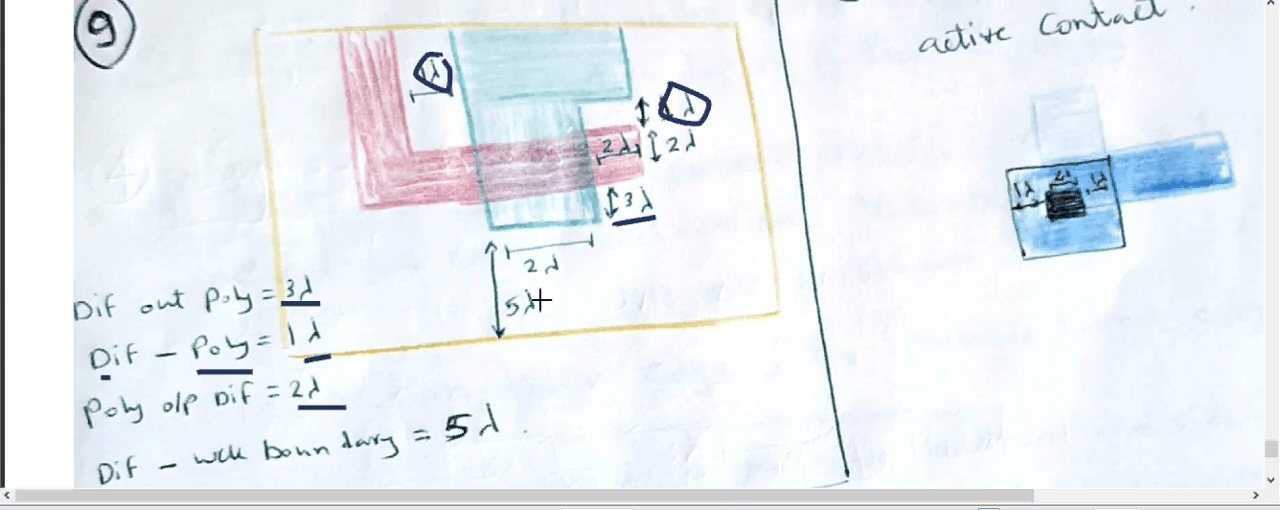 9
1λ
λ
2λ
2λ
3λ
2λ
5λ
Dif out Poly = 3λ
Dif - Poly = 1λ
Poly o/p Dif = 2λ
Dif - well boundary = 5λ.
active Contact.
1λ
2λ
1λ